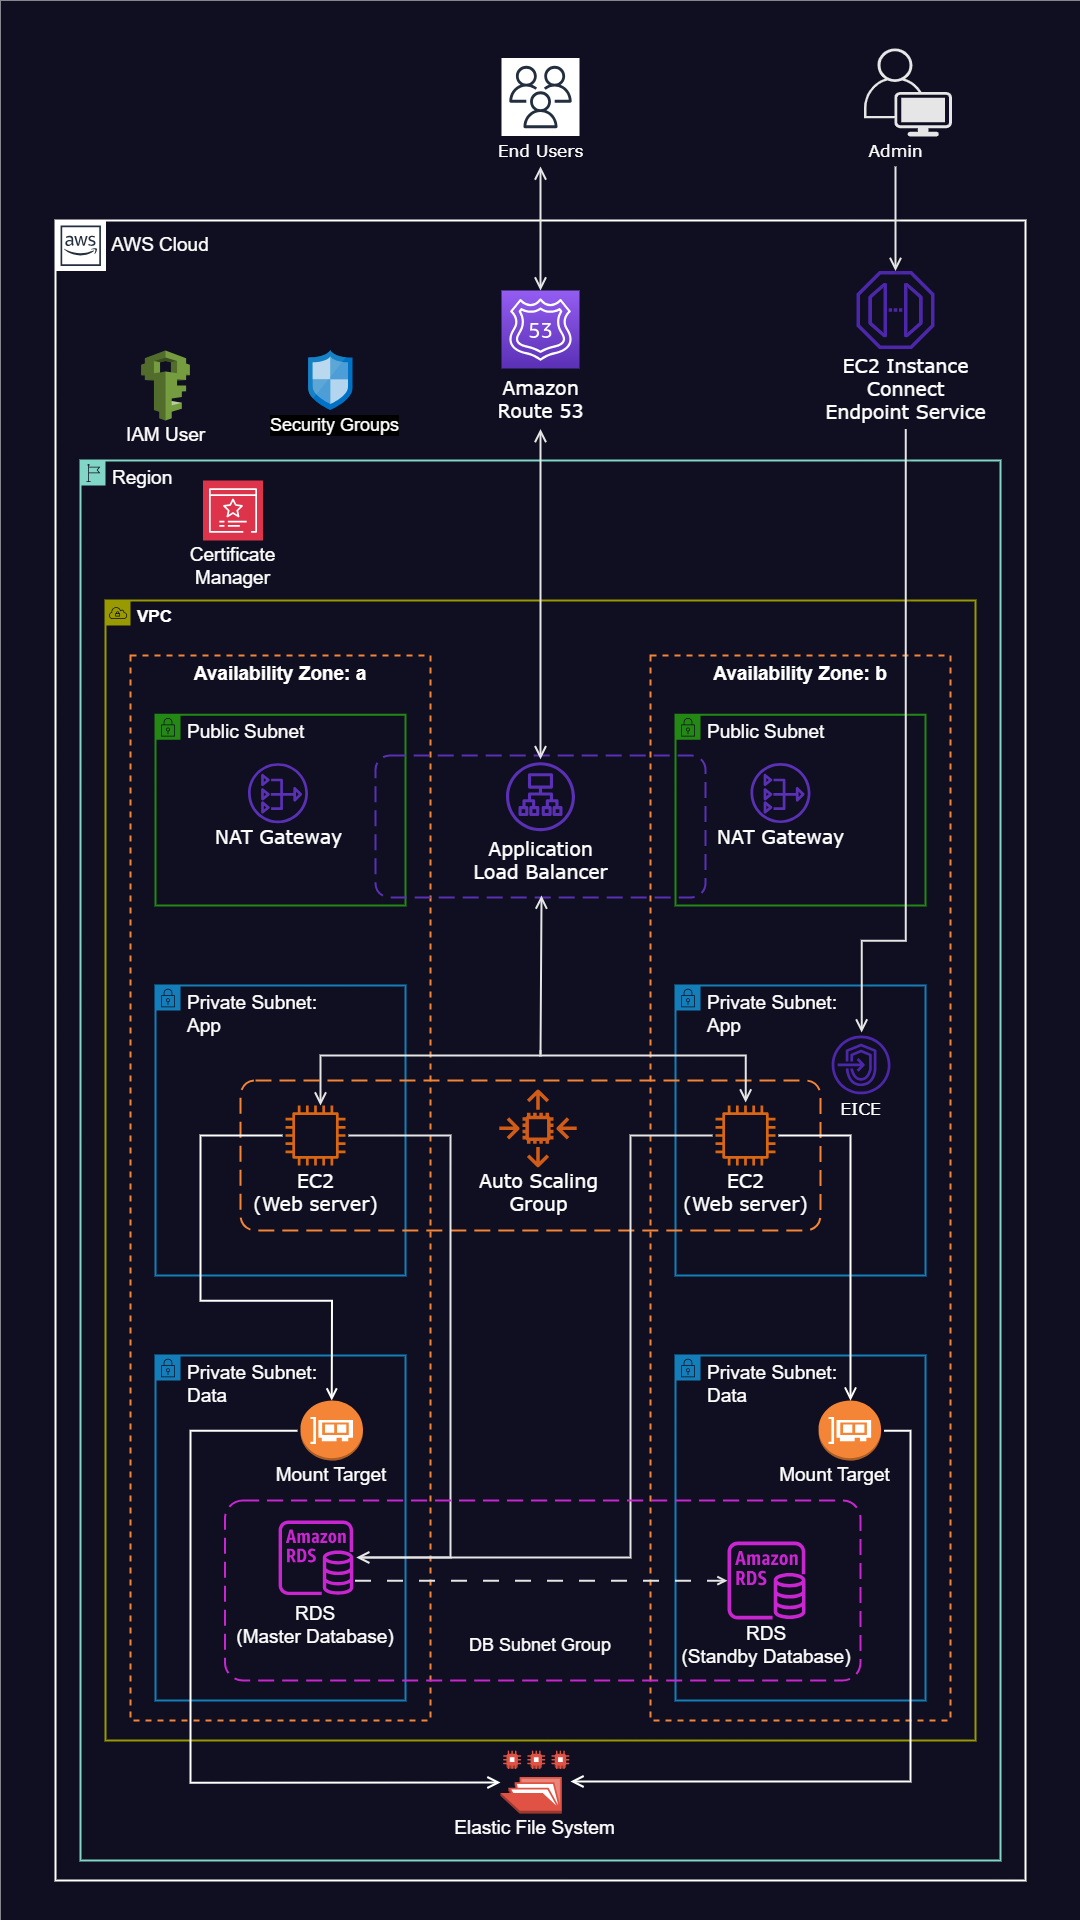 End Users
Admin
aws
AWS Cloud
53
Amazon
Route 53
EC2 Instance
Connect
Endpoint Service
IAM User
Security Groups
Region
Certificate
Manager
VPC
Availability Zone: a
Availability Zone: b
Public Subnet
Public Subnet
NAT Gateway
Application
Load Balancer
NAT Gateway
Private Subnet:
App
Private Subnet:
App
EICE
EC2
(Web server)
Auto Scaling
Group
EC2
(Web server)
Private Subnet:
Data
Private Subnet:
Data
Mount Target
Mount Target
Amazon
RDS
RDS
(Master Database)
DB Subnet Group
Amazon
RDS
RDS
(Standby Database)
Elastic File System